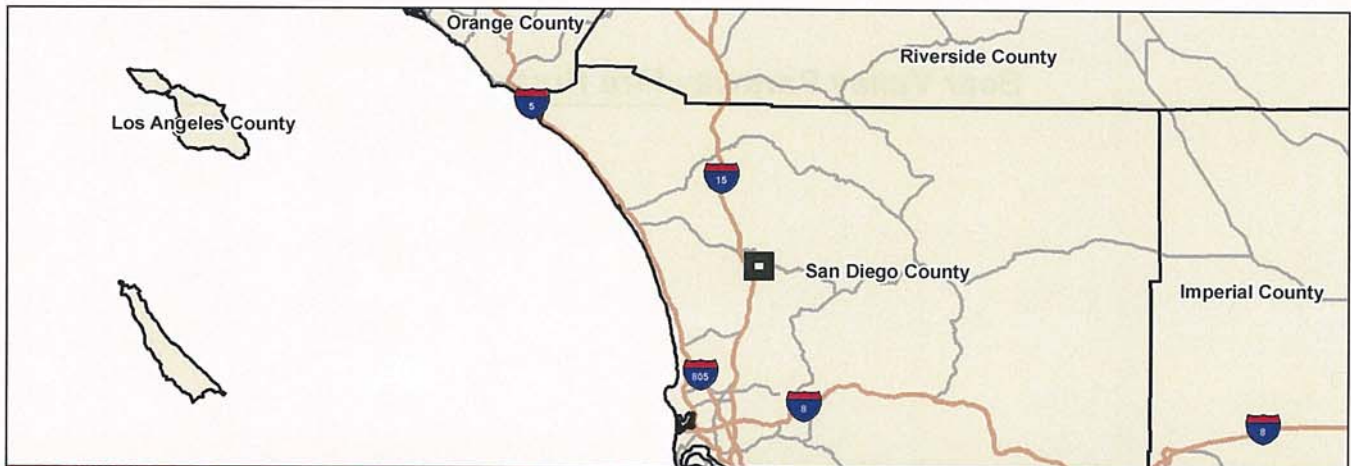 Orange County
Riverside County
5
Los Angeles County
15
San Diego County
Imperial County
805
8
8